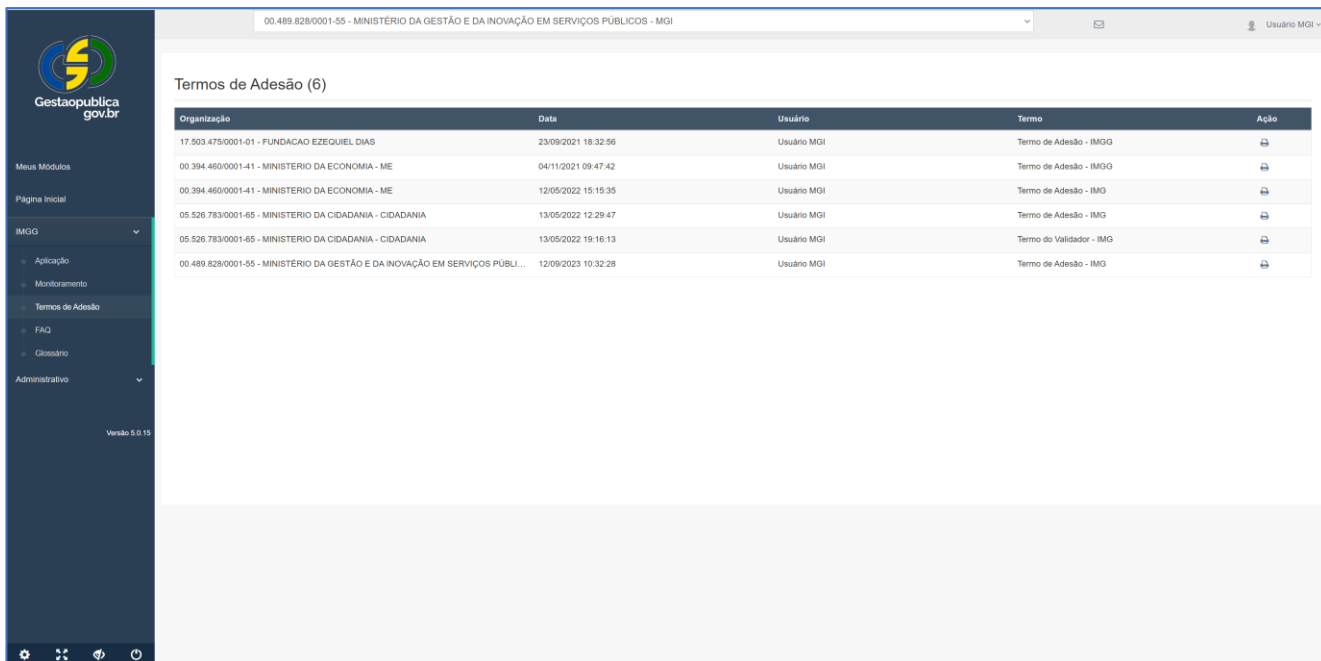 00.489.828/0001-55 - MINISTÉRIO DA GESTÃO E DA INOVAÇÃO EM SERVIÇOS PÚBLICOS - MGI
Usuário MGI
Gestaopublica
gov.br
Meus Módulos
Página Inicial
IMGG
Aplicação
Monitoramento
Termos de Adesão
FAQ
Glossário
Administrativo
Versão 5.0.15
Termos de Adesão (6)
Organização Data Usuário Termo Ação
17.503.475/0001-01 - FUNDACAO EZEQUIEL DIAS 23/09/2021 18:32:56 Usuário MGI Termo de Adesão - IMGG
00.394.460/0001-41 - MINISTERIO DA ECONOMIA - ME 04/11/2021 09:47:42 Usuário MGI Termo de Adesão - IMGG
00.394.460/0001-41 - MINISTERIO DA ECONOMIA - ME 12/05/2022 15:15:35 Usuário MGI Termo de Adesão - IMG
05.526.783/0001-65 - MINISTERIO DA CIDADANIA - CIDADANIA 13/05/2022 12:29:47 Usuário MGI Termo de Adesão - IMG
05.526.783/0001-65 - MINISTERIO DA CIDADANIA - CIDADANIA 13/05/2022 19:16:13 Usuário MGI Termo do Validador - IMG
00.489.828/0001-55 - MINISTÉRIO DA GESTÃO E DA INOVAÇÃO EM SERVIÇOS PÚBLI... 12/09/2023 10:32:28 Usuário MGI Termo de Adesão - IMG